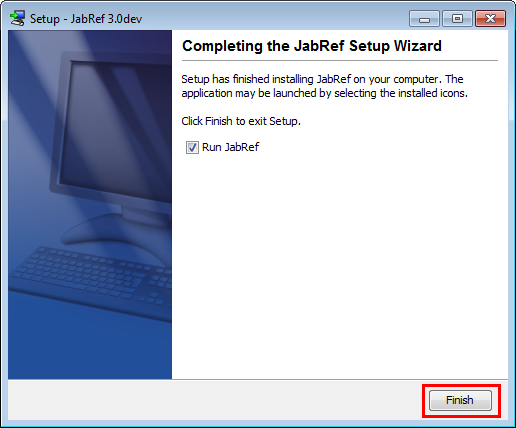 Setup - JabRef 3.0dev
Completing the JabRef Setup Wizard
Setup has finished installing JabRef on your computer. The
application may be launched by selecting the installed icons.
Click Finish to exit Setup.
Run JabRef
Finish